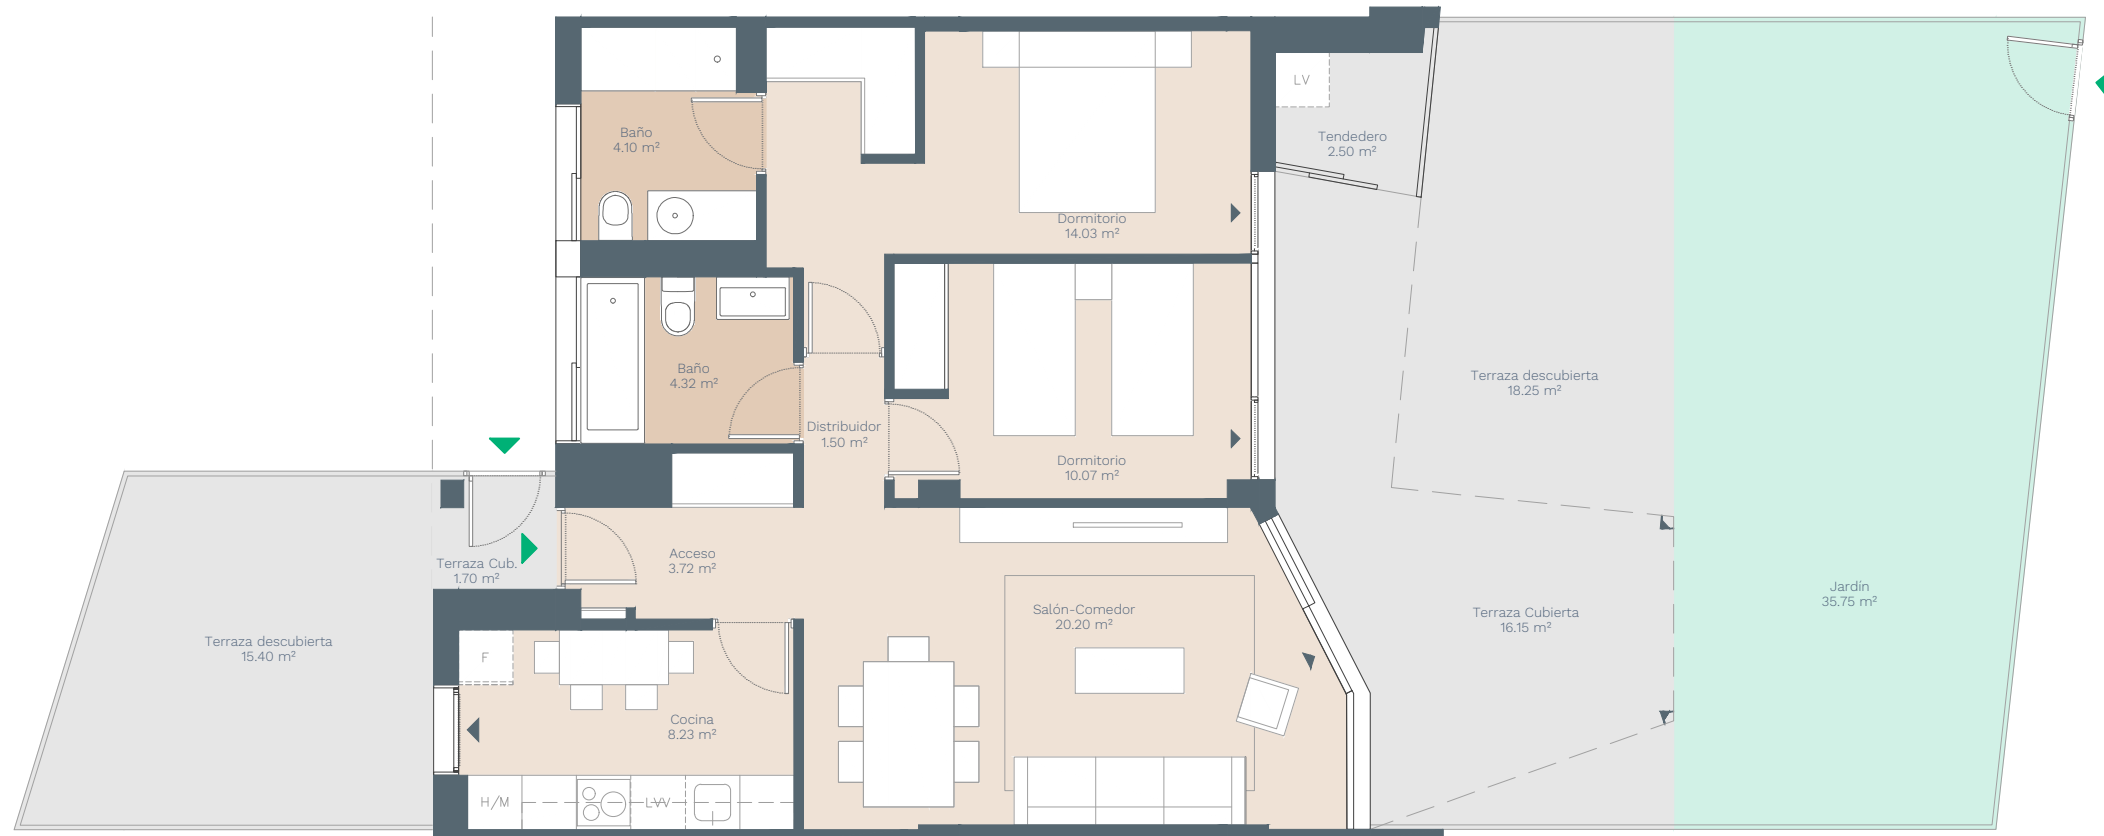 LV
Tendedero
2.50 m²
Baño
4.10 m²
Dormitorio
14.03 m²
Baño
4.32 m²
Distribuidor
1.50 m²
Dormitorio
10.07 m²
Terraza descubierta
18.25 m²
Acceso
3.72 m²
Terraza Cub.
1.70 m²
Salón-Comedor
20.20 m²
Terraza Cubierta
16.15 m²
Jardín
35.75 m²
Terraza descubierta
15.40 m²
F
Cocina
8.23 m²
H/M
LVV